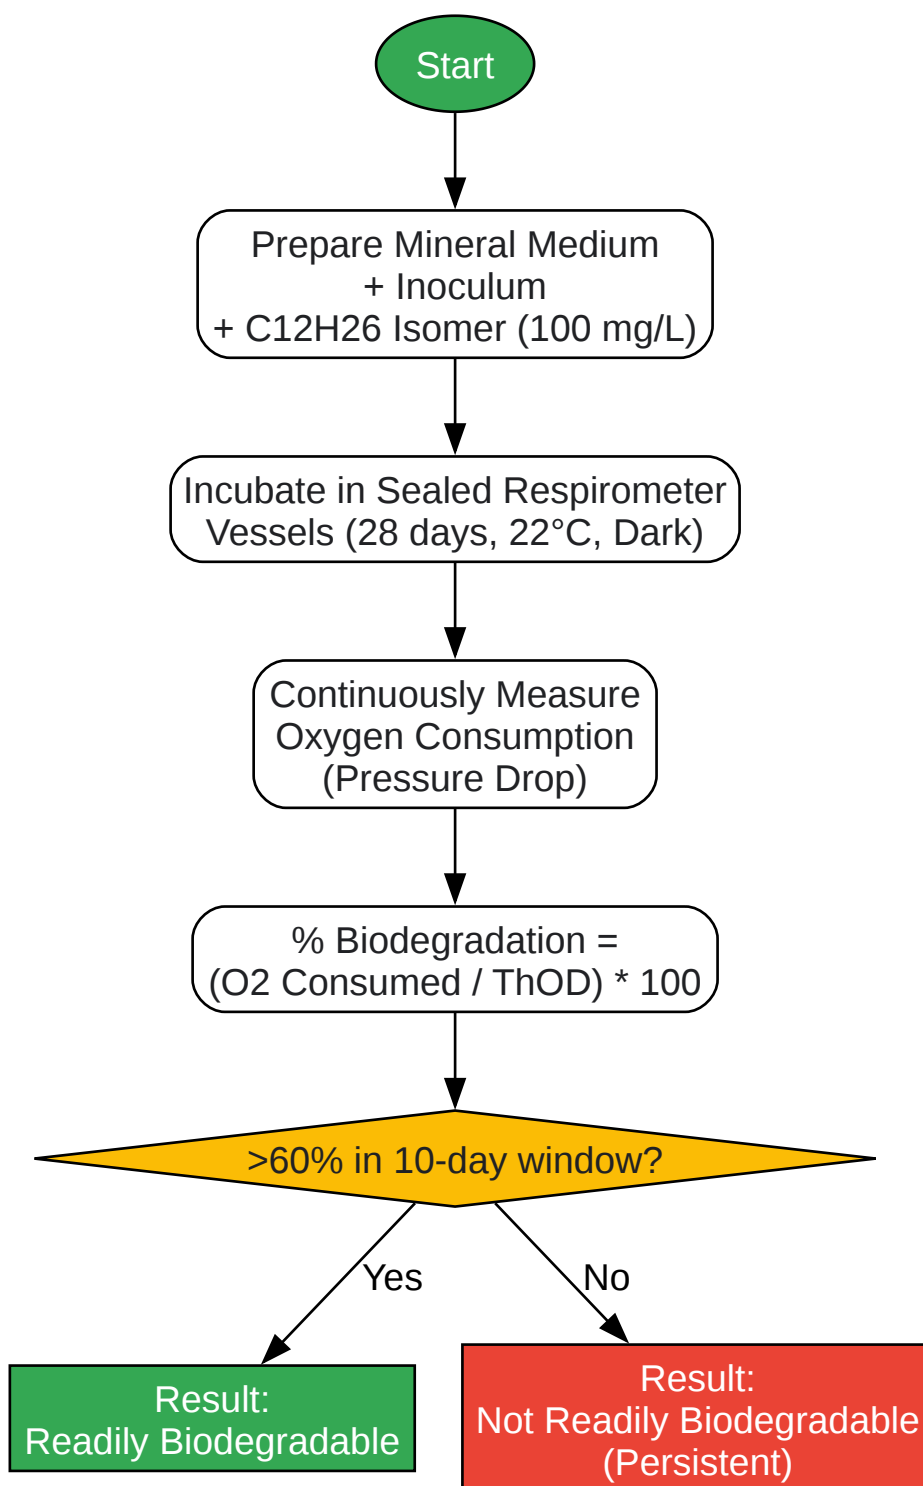 Start
Prepare Mineral Medium
+ Inoculum
+ C12H26 Isomer (100 mg/L)
Incubate in Sealed Respirometer
Vessels (28 days, 22°C, Dark)
Continuously Measure
Oxygen Consumption
(Pressure Drop)
% Biodegradation =
(O2 Consumed / ThOD) * 100
>60% in 10-day window?
Yes
No
Result:
Readily Biodegradable
Result:
Not Readily Biodegradable
(Persistent)